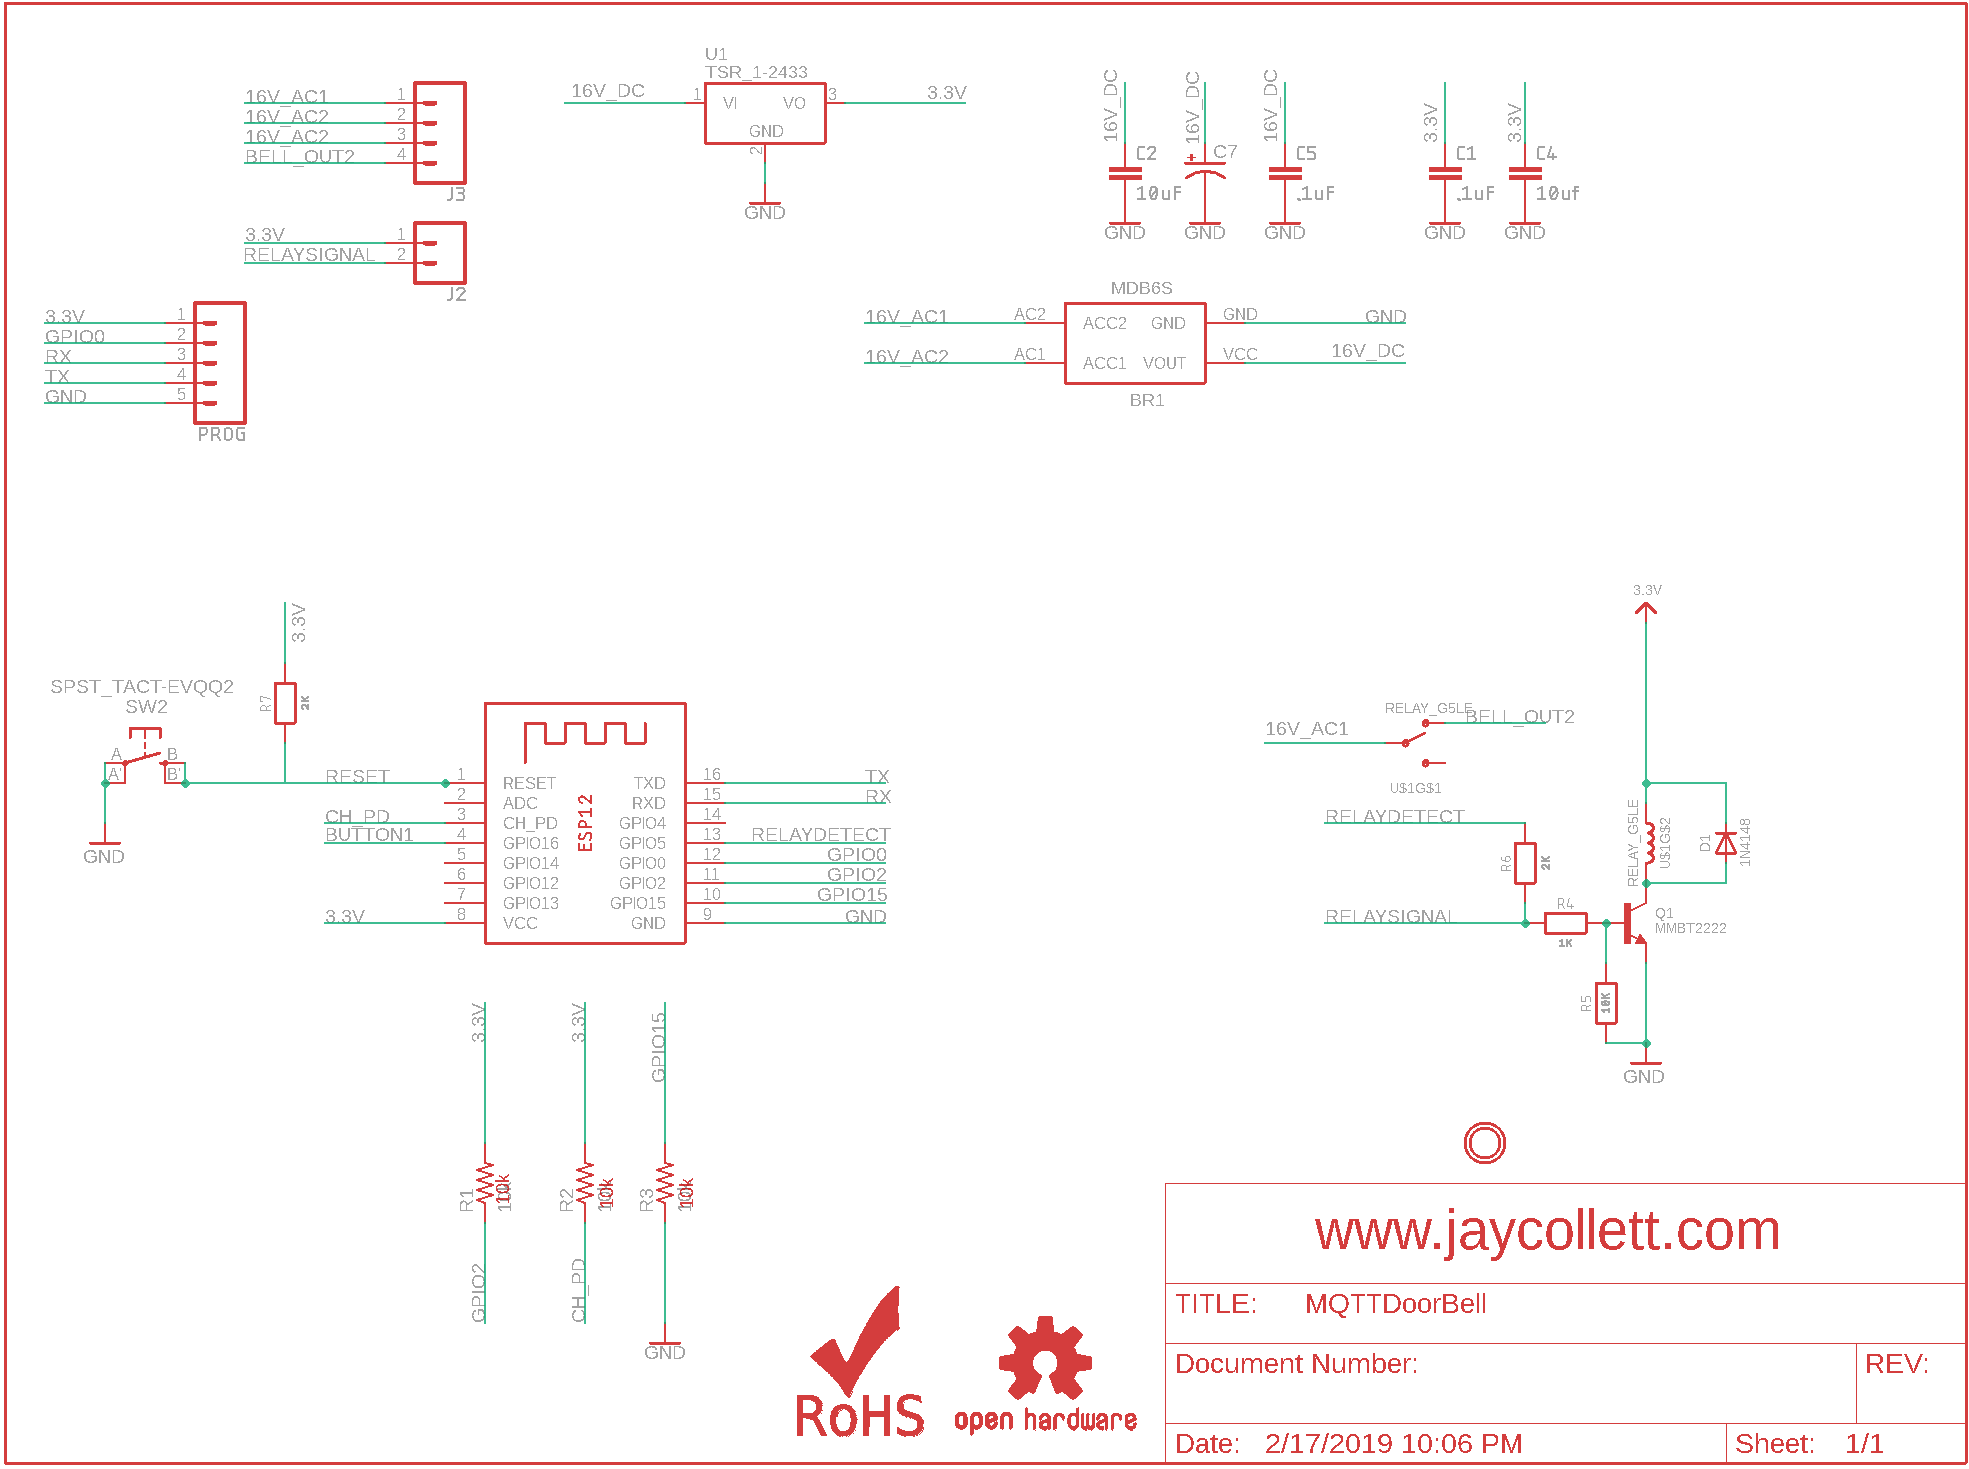 16V_AC1 1
16V_AC2 2
16V_AC2 3
BELL_OUT2 4
J3
3.3V 1
RELAYSIGNAL 2
J2
3.3V 1
GPIO0 2
RX 3
TX 4
GND 5
PROG
U1
TSR_1-2433
16V_DC 1 VI VO 3 3.3V
GND
2
GND
16V_DC
C2
10uF
GND
16V_DC
+
C7
GND
16V_DC
C5
.1uF
GND
3.3V
C1
.1uF
GND
3.3V
C4
10uf
GND
MDB6S
16V_AC1 AC2 ACC2 GND GND GND
16V_AC2 AC1 ACC1 VOUT VCC 16V_DC
BR1
3.3V
R7
2K
SPST_TACT-EVQQ2
SW2
A B
A' B'
GND
RESET 1 RESET TXD 16 TX
2 ADC RXD 15 RX
CH_PD 3 CH_PD GPIO4 14
BUTTON1 4 GPIO16 GPIO5 13 RELAYDETECT
5 GPIO14 GPIO0 12 GPIO0
6 GPIO12 GPIO2 11 GPIO2
7 GPIO13 GPIO15 10 GPIO15
3.3V 8 VCC GND 9 GND
ESP12
3.3V
R1
10k
GPIO2
3.3V
R2
10k
CH_PD
GPIO15
R3
10k
GND
3.3V
RELAY_G5LE
BELL_OUT2
16V_AC1
U$1G$1
RELAYDETECT
R6
2K
RELAYSIGNAL
R4
1K
R5
10K
RELAY_G5LE
U$1G$2
D1
1N4148
Q1
MMBT2222
GND
www.jaycollett.com
TITLE: MQTTDoorBell
Document Number:
REV:
Date: 2/17/2019 10:06 PM
Sheet: 1/1
RoHS
open hardware